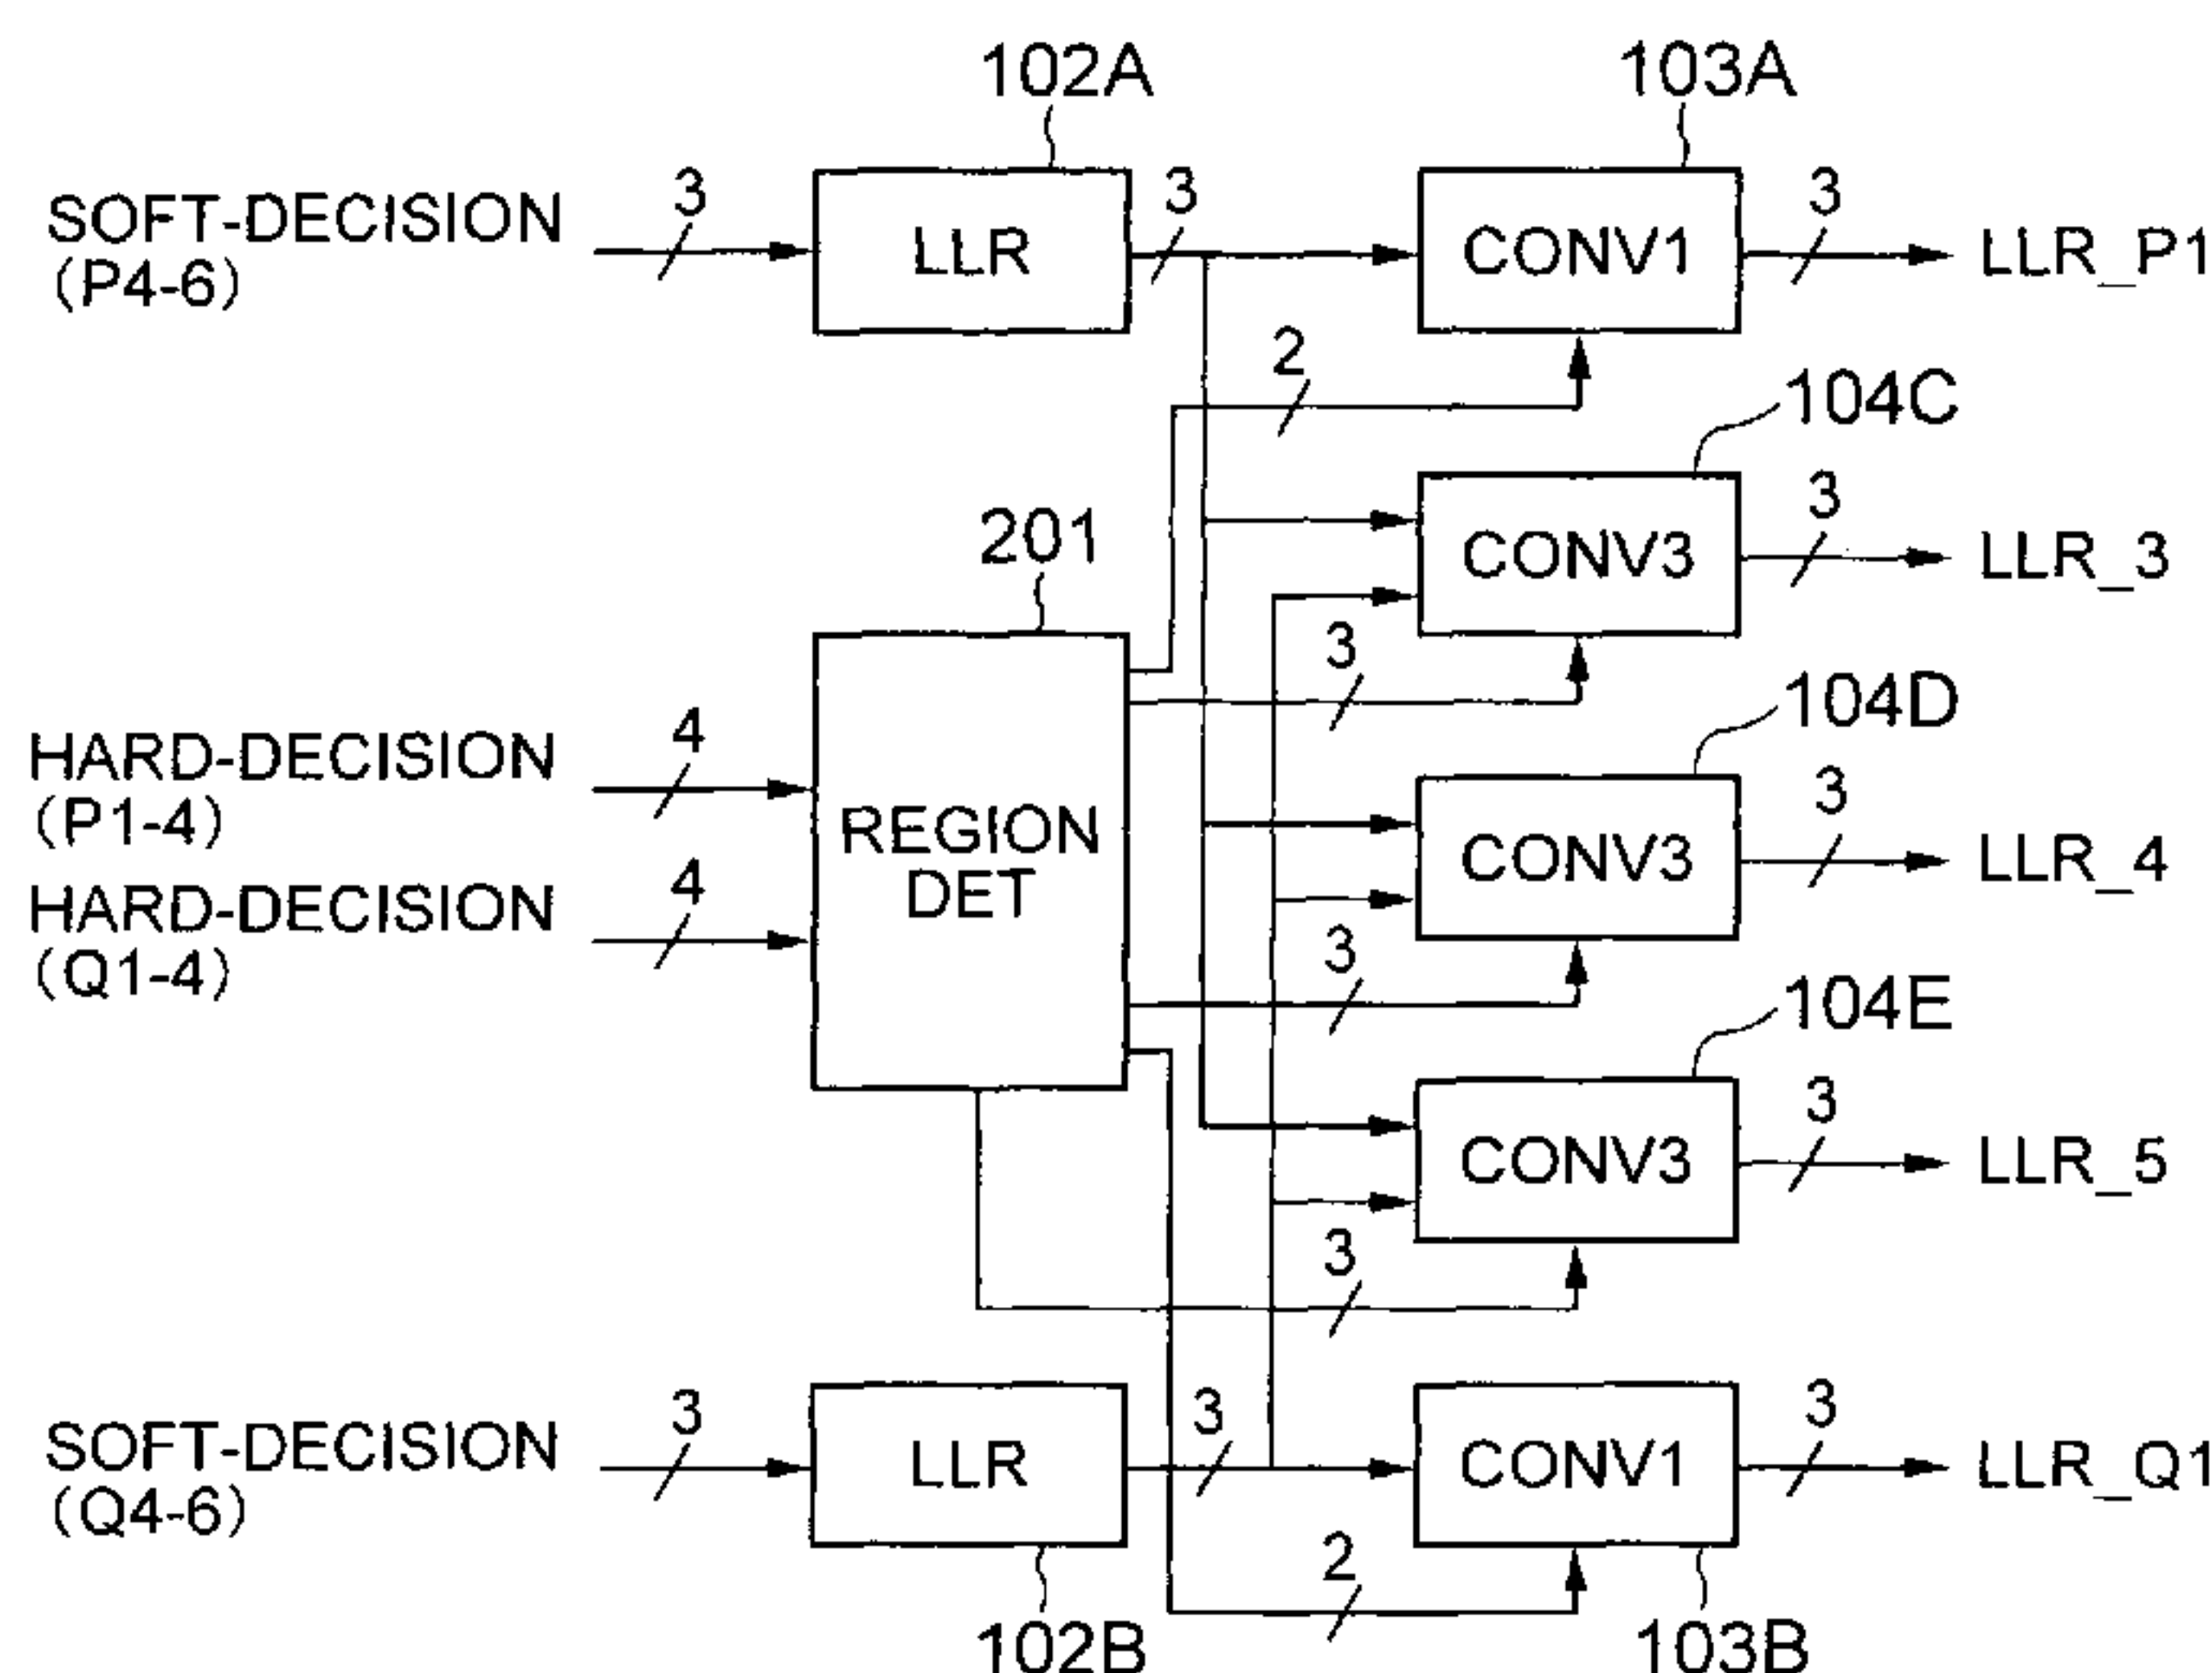 102A
103A
SOFT-DECISION
(P4-6)
3
LLR
3
CONV1
3
LLR_P1
2
104C
201
CONV3
3
LLR_3
3
104D
HARD-DECISION
(P1-4)
4
REGION
DET
HARD-DECISION
(Q1-4)
4
CONV3
3
LLR_4
3
104E
CONV3
3
LLR_5
3
SOFT-DECISION
(Q4-6)
3
LLR
3
CONV1
3
LLR_Q1
2
102B
103B